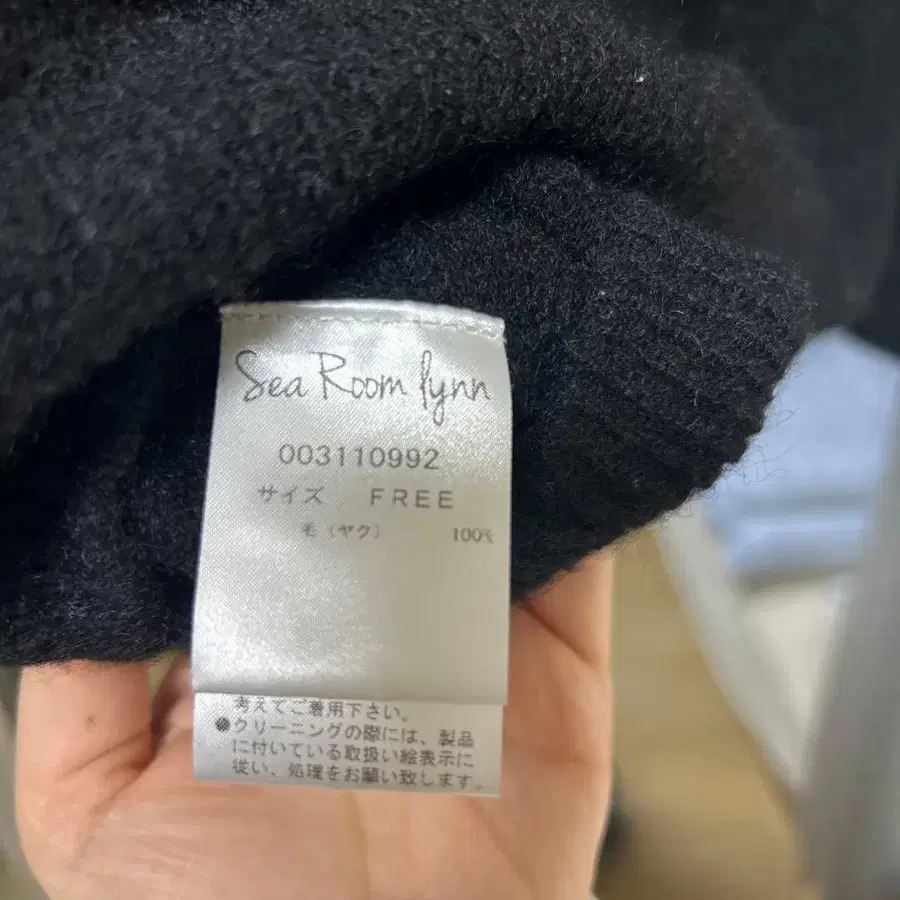 Sea Room lynn
003110992
サイズ FREE
毛(ヤク) 100%
考えてご着用下さい。
●クリーニングの際には、製品
に付いている取扱い絵表示に
従い、処理をお願い致します。